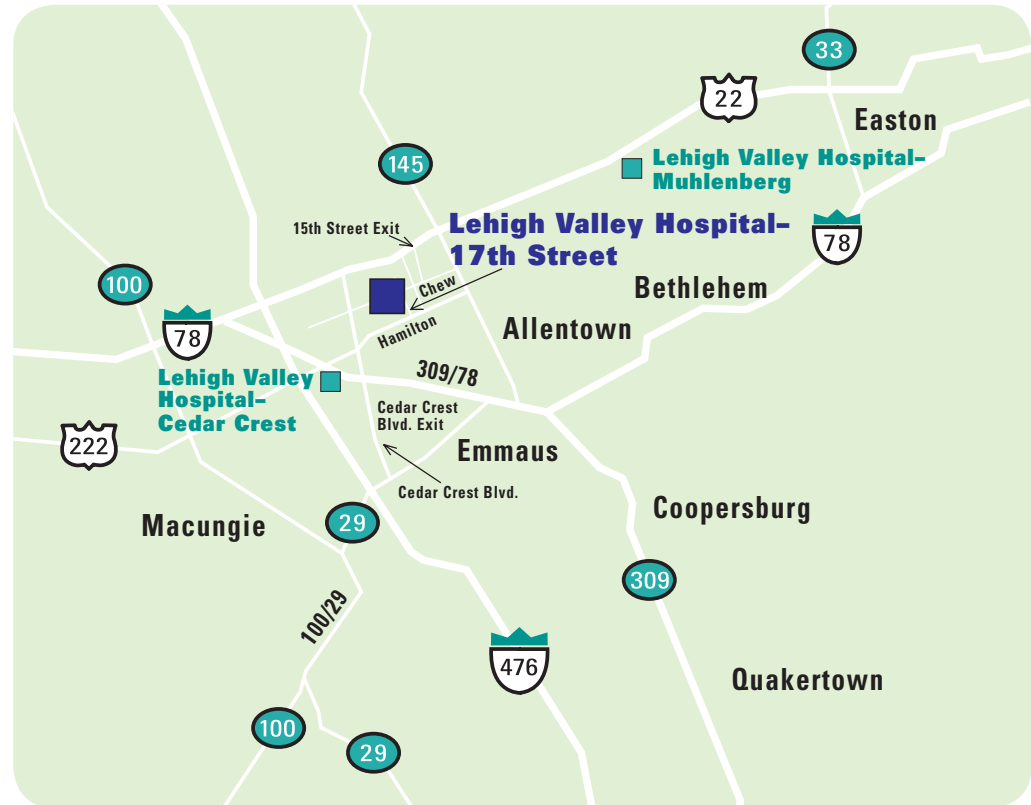 33
22
Easton
145
Lehigh Valley Hospital–
Muhlenberg
15th Street Exit
Lehigh Valley Hospital–
17th Street
78
100
Chew
Bethlehem
78
Hamilton
Allentown
309/78
Lehigh Valley
Hospital–
Cedar Crest
Cedar Crest
Blvd. Exit
222
Emmaus
Cedar Crest Blvd.
Coopersburg
Macungie
29
309
100/29
476
Quakertown
100
29